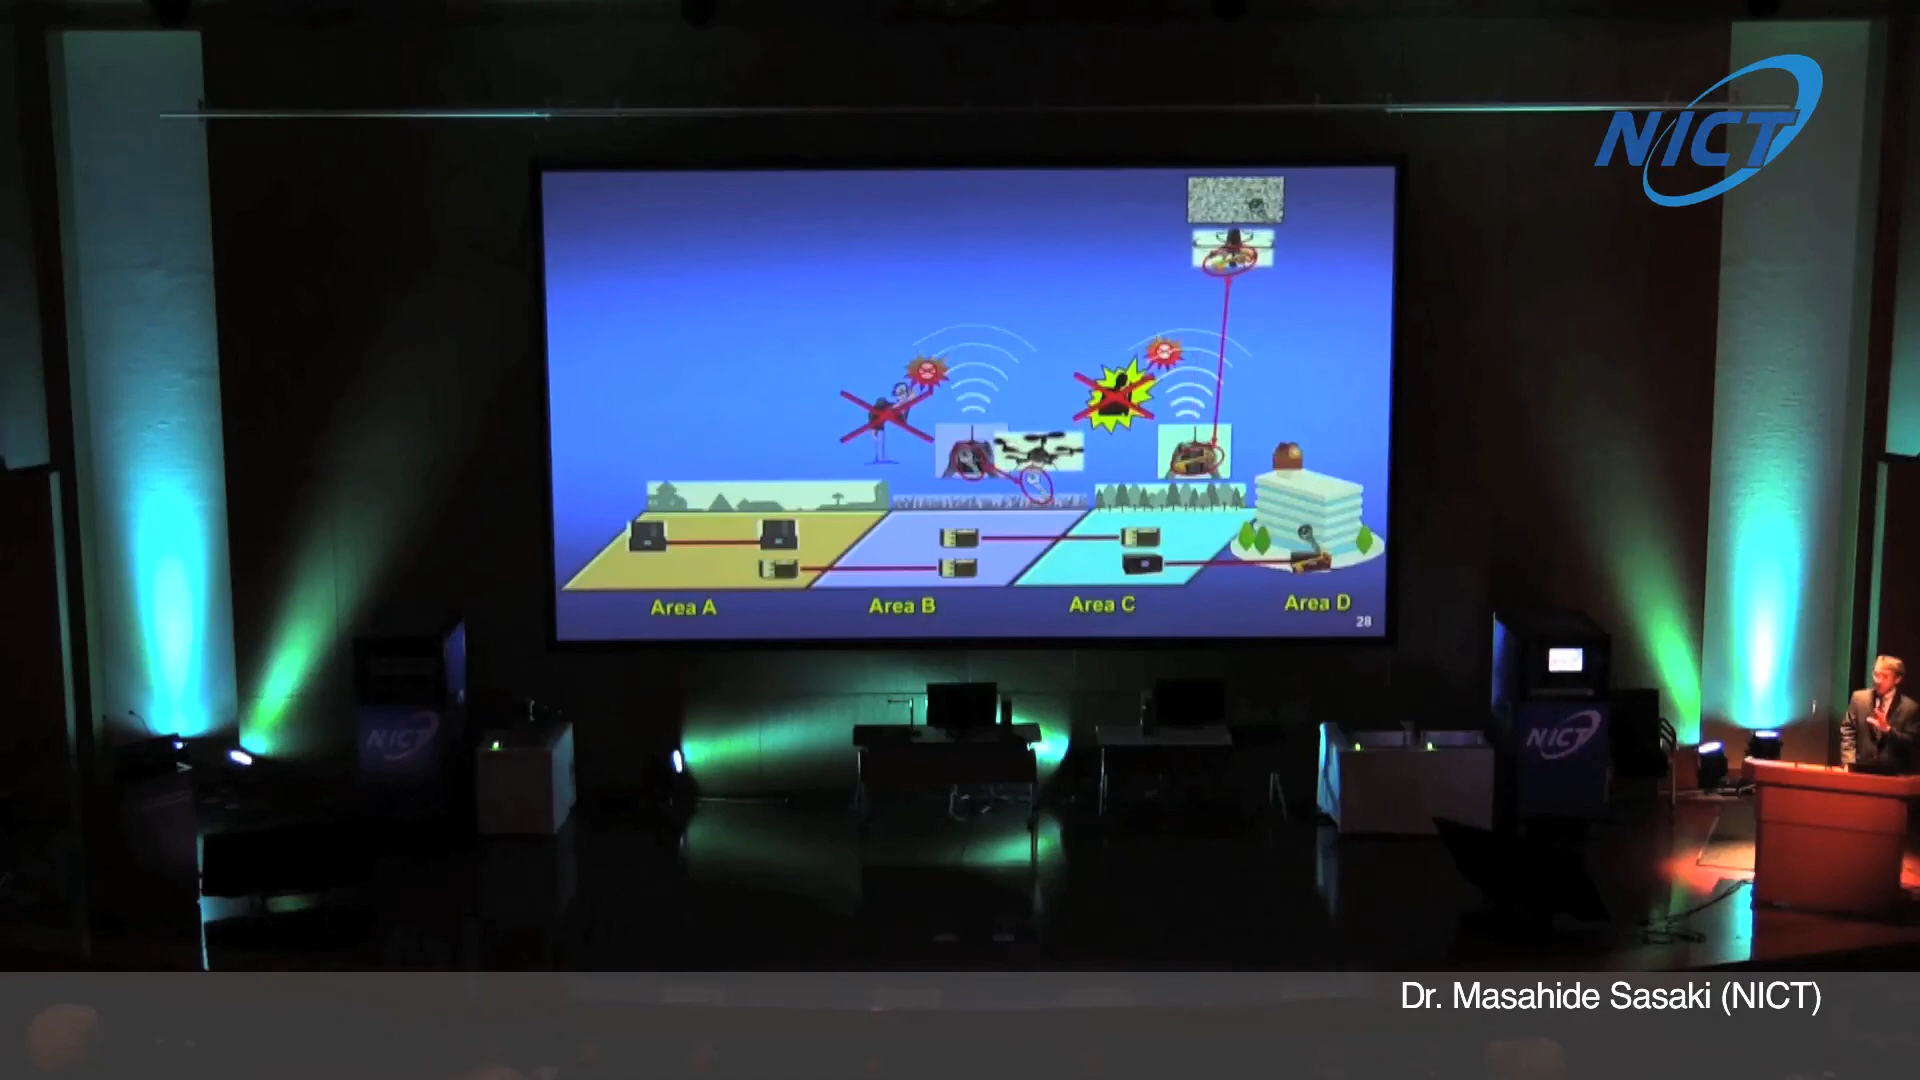 NICT
Area A
Area B
Area C
Area D
28
NICT
NICT
Dr. Masahide Sasaki (NICT)